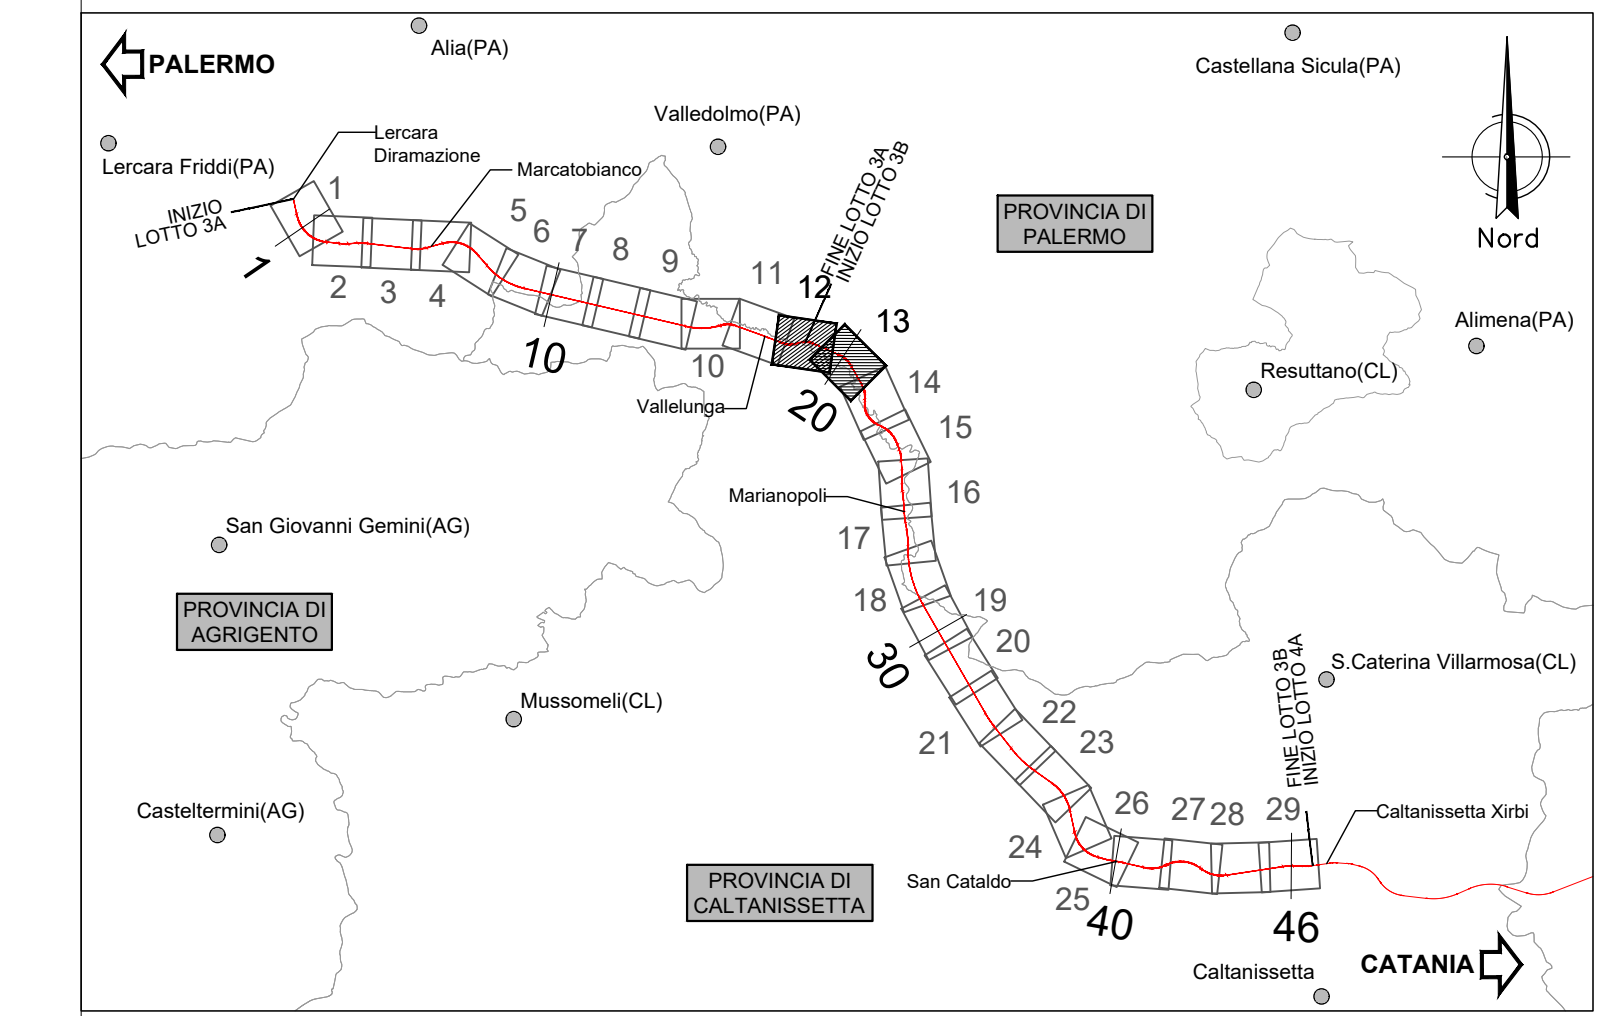 Alia(PA)
PALERMO
Castellana Sicula(PA)
Valledolmo(PA)
Lercara
Diramazione
Lercara Friddi(PA)
Marcatobianco
INIZIO
LOTTO 3A
FINE LOTTO 3A
INIZIO LOTTO 3B
PROVINCIA DI
PALERMO
Nord
1
1
2
3
4
5
6
7
8
9
10
10
11
12
13
Alimena(PA)
Resuttano(CL)
Vallelunga
20
14
15
Marianopoli
16
17
San Giovanni Gemini(AG)
PROVINCIA DI
AGRIGENTO
18
19
20
30
S.Caterina Villarmosa(CL)
FINE LOTTO 3B
INIZIO LOTTO 4A
Mussomeli(CL)
21
22
23
Casteltermini(AG)
24
25
26
27
28
29
Caltanissetta Xirbi
San Cataldo
PROVINCIA DI
CALTANISSETTA
40
46
CATANIA
Caltanissetta